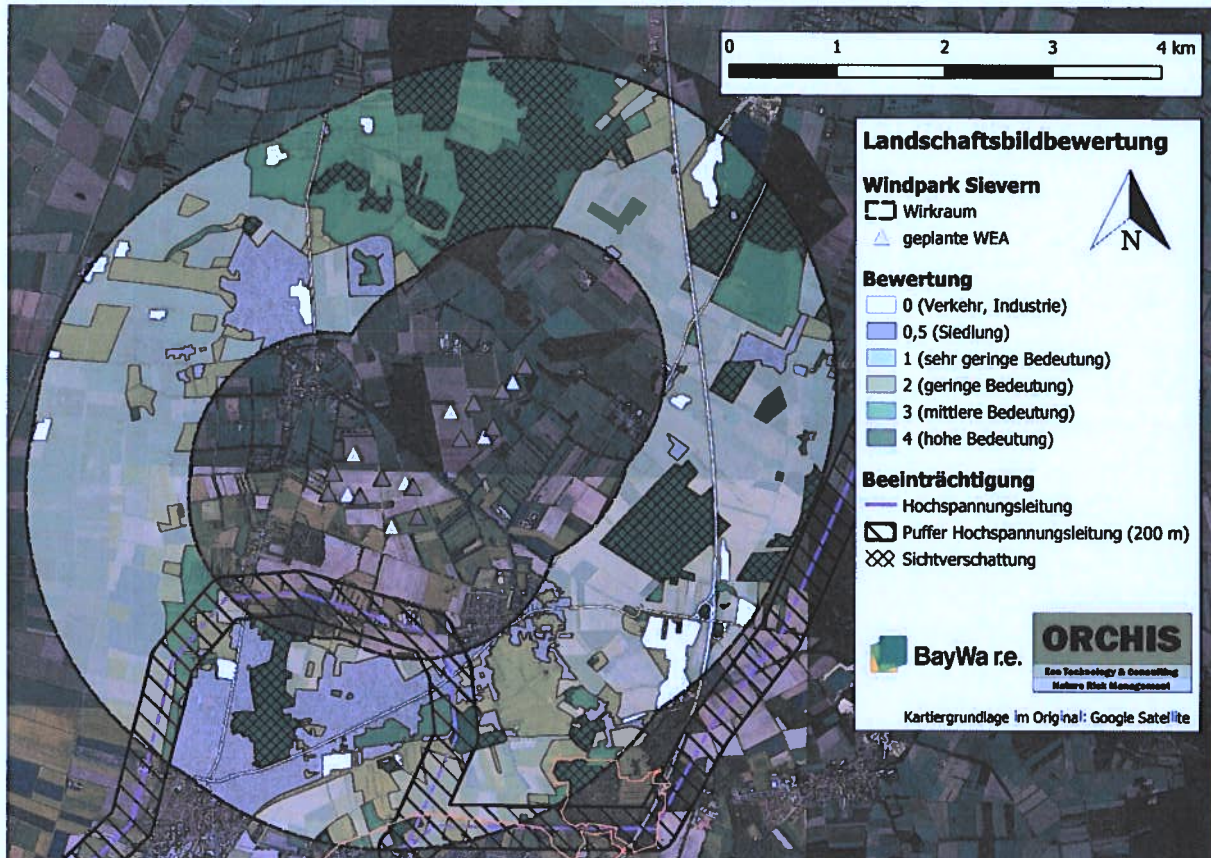 0 1 2 3 4 km
Landschaftsbildbewertung
Windpark Sievern
Wirkraum
geplante WEA
N
Bewertung
0 (Verkehr, Industrie)
0,5 (Siedlung)
1 (sehr geringe Bedeutung)
2 (geringe Bedeutung)
3 (mittlere Bedeutung)
4 (hohe Bedeutung)
Beeinträchtigung
Hochspannungsleitung
Puffer Hochspannungsleitung (200 m)
Sichtverschattung
BayWa r.e.
ORCHIS
Eco Technology & Consulting
Nature Risk Management
Kartiergrundlage im Original: Google Satellite